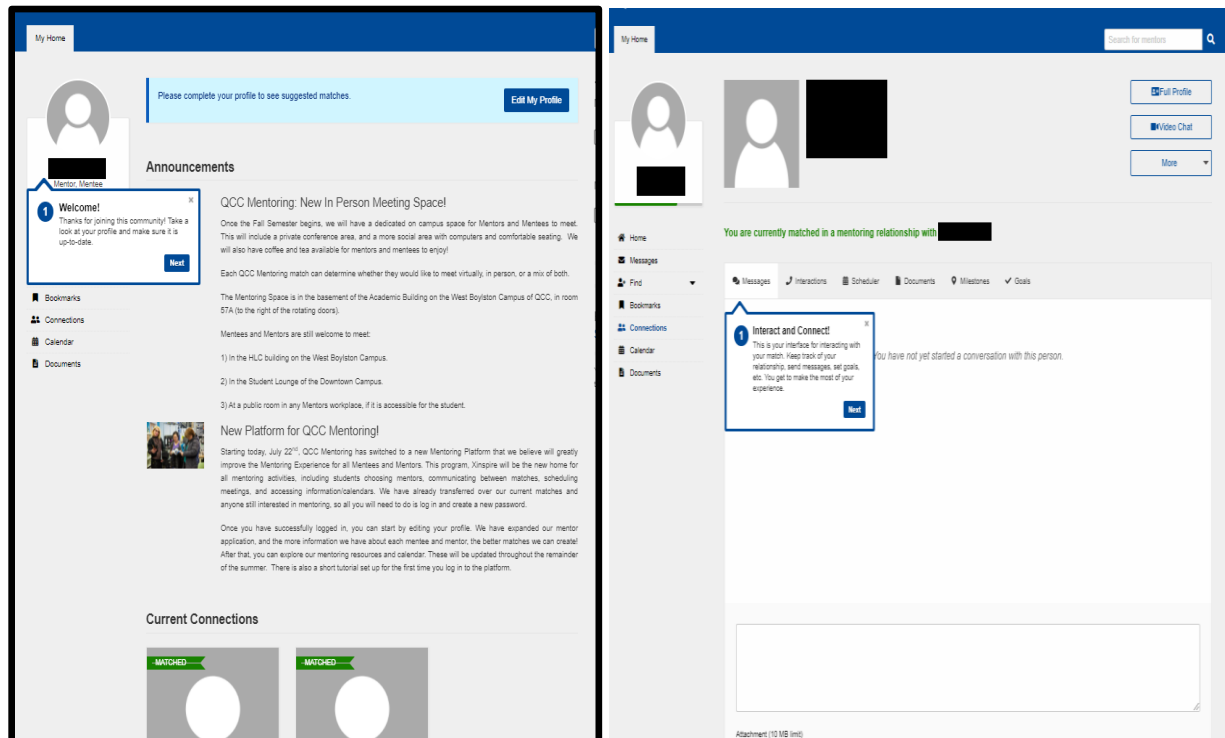 My Home
Please complete your profile to see suggested matches.
Edit My Profile
Mentor, Mentee
1
Welcome!
×
Thanks for joining this community! Take a
look at your profile and make sure it is
up-to-date.
Next
Bookmarks
Connections
Calendar
Documents
Announcements
QCC Mentoring: New In Person Meeting Space!
Once the Fall Semester begins, we will have a dedicated on campus space for Mentors and Mentees to meet.
This will include a private conference area, and a more social area with computers and comfortable seating. We
will also have coffee and tea available for mentors and mentees to enjoy!
Each QCC Mentoring match can determine whether they would like to meet virtually, in person, or a mix of both.
The Mentoring Space is in the basement of the Academic Building on the West Boylston Campus of QCC, in room
57A (to the right of the rotating doors).
Mentees and Mentors are still welcome to meet:
1) In the HLC building on the West Boylston Campus.
2) In the Student Lounge of the Downtown Campus.
3) At a public room in any Mentors workplace, if it is accessible for the student.
New Platform for QCC Mentoring!
Starting today, July 22nd, QCC Mentoring has switched to a new Mentoring Platform that we believe will greatly
improve the Mentoring Experience for all Mentees and Mentors. This program, Xinspire will be the new home for
all mentoring activities, including students choosing mentors, communicating between matches, scheduling
meetings, and accessing information/calendars. We have already transferred over our current matches and
anyone still interested in mentoring, so all you will need to do is log in and create a new password.
Once you have successfully logged in, you can start by editing your profile. We have expanded our mentor
application, and the more information we have about each mentee and mentor, the better matches we can create!
After that, you can explore our mentoring resources and calendar. These will be updated throughout the remainder
of the summer. There is also a short tutorial set up for the first time you log in to the platform.
Current Connections
MATCHED
MATCHED
My Home
Search for mentors
Full Profile
Video Chat
More
You are currently matched in a mentoring relationship with
Home
Messages
Find
Bookmarks
Connections
Calendar
Documents
Messages
Interactions
Scheduler
Documents
Milestones
Goals
1
Interact and Connect!
×
This is your interface for interacting with
your match. Keep track of your
relationship, send messages, set goals,
etc. You get to make the most of your
experience.
Next
You have not yet started a conversation with this person.
Attachment (10 MB limit)